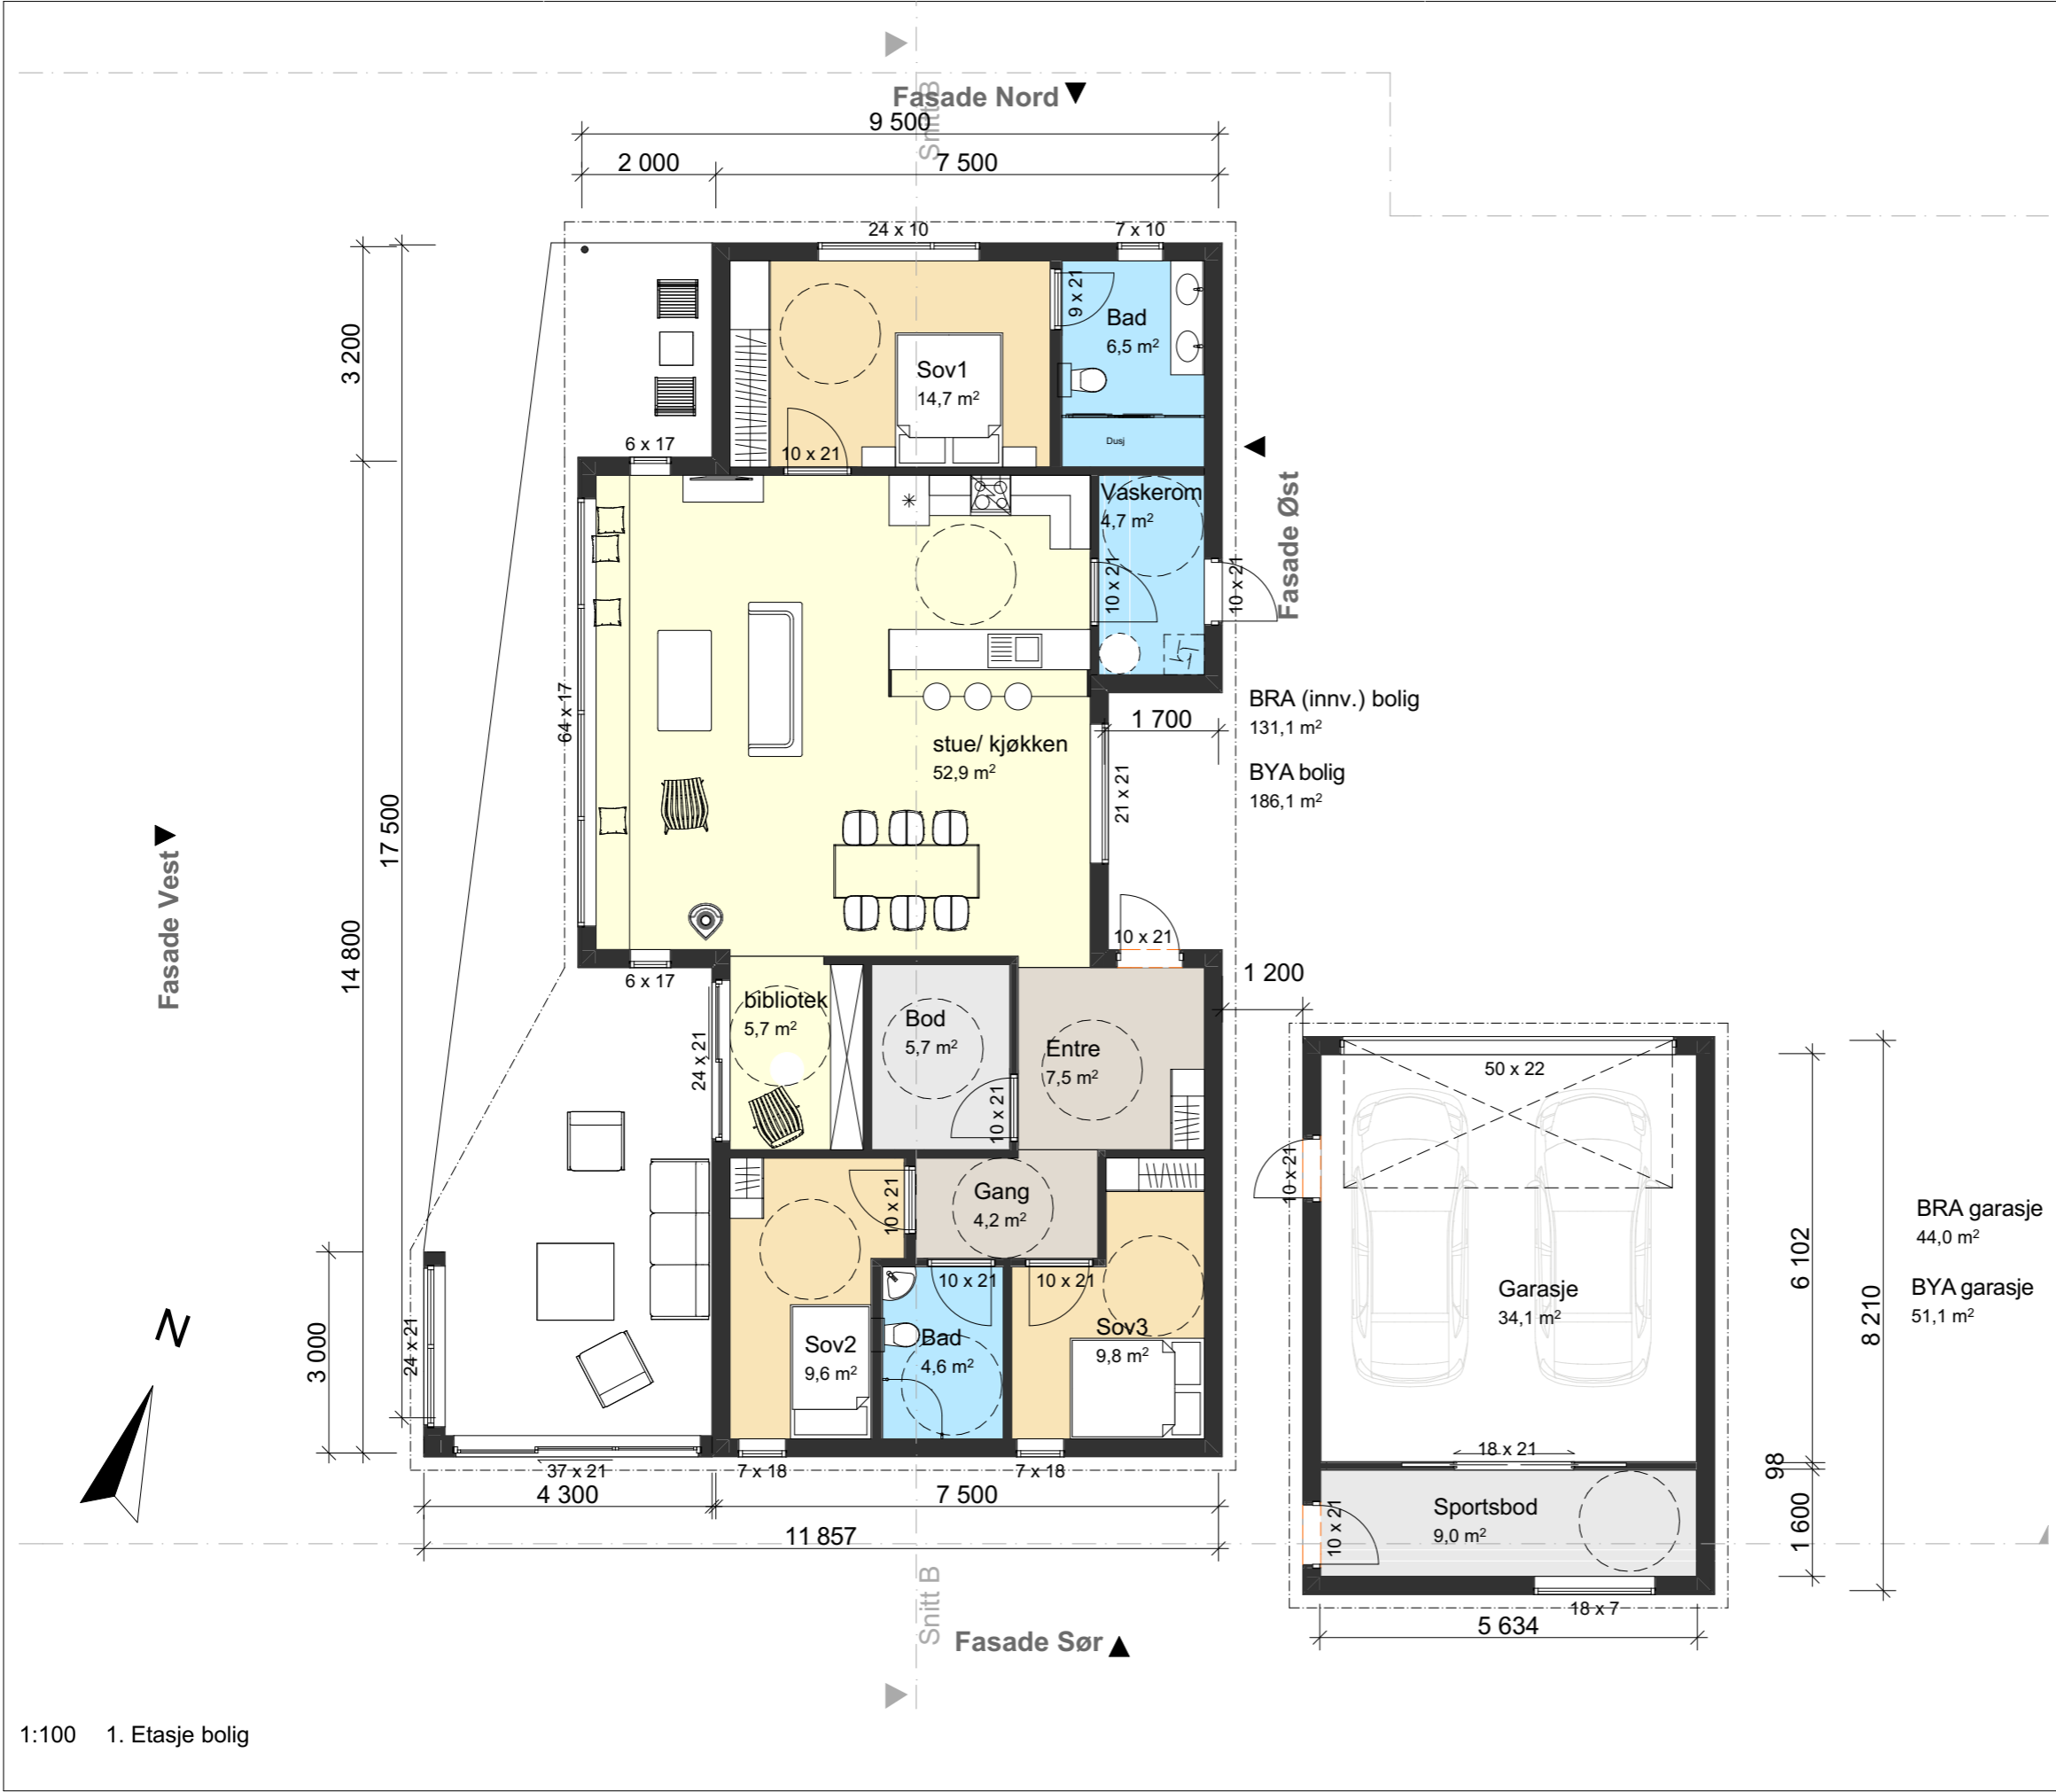 Fasade Nord
Snitt B
9 500
2 000
7 500
24 x 10
7 x 10
3 200
9 x 21
Bad
6,5 m²
Sov1
14,7 m²
Dusj
6 x 17
10 x 21
Vaskerom
4,7 m²
Fasade Øst
10 x 21
10 x 21
64 x 17
BRA (innv.) bolig
131,1 m²
1 700
stue/ kjøkken
52,9 m²
BYA bolig
186,1 m²
21 x 21
17 500
Fasade Vest
14 800
10 x 21
6 x 17
1 200
bibliotek
5,7 m²
Bod
5,7 m²
Entre
7,5 m²
24 x 21
10 x 21
50 x 22
10 x 21
Gang
4,2 m²
10 x 21
BRA garasje
44,0 m²
6 102
8 210
10 x 21
10 x 21
Garasje
34,1 m²
BYA garasje
51,1 m²
N
3 000
24 x 21
Sov2
9,6 m²
Bad
4,6 m²
Sov3
9,8 m²
37 x 21
7 x 18
7 x 18
18 x 21
98
4 300
7 500
Sportsbod
9,0 m²
10 x 21
1 600
11 857
Snitt B
18 x 7
5 634
Fasade Sør
1:100 1. Etasje bolig